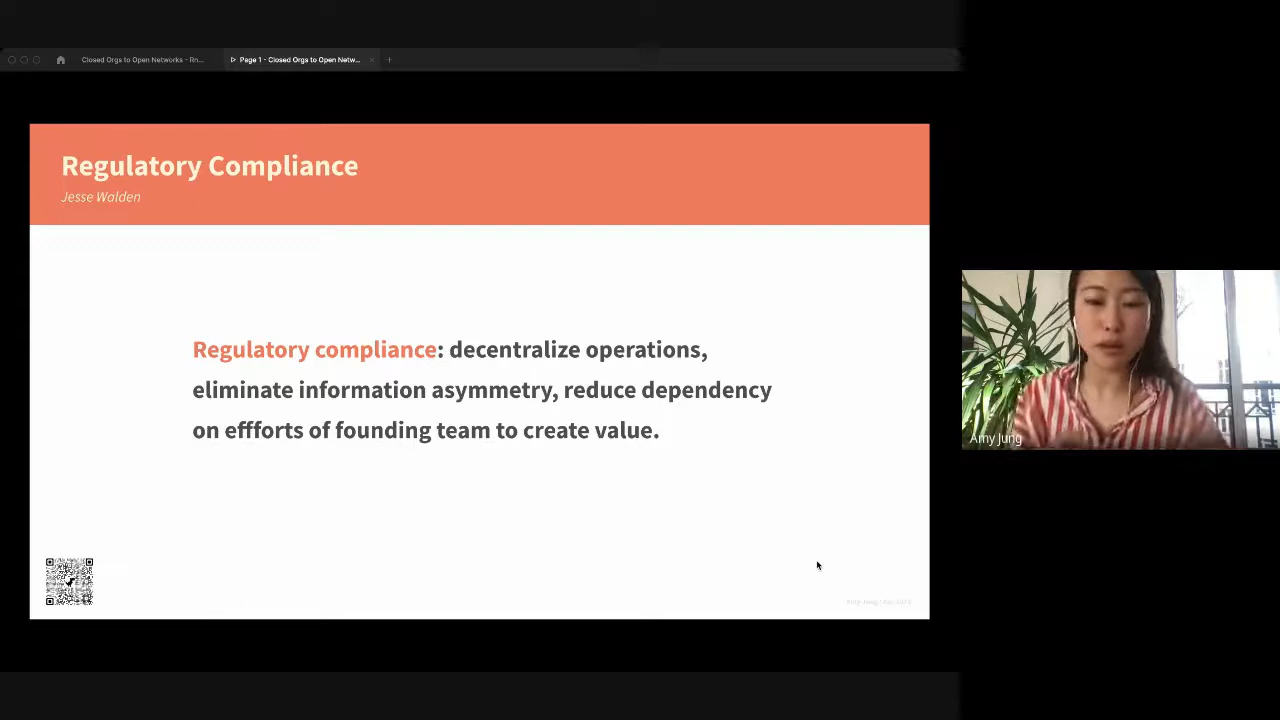 Closed Orgs to Open Networks - Rn...
Page 1 - Closed Orgs to Open Netw...
Regulatory Compliance
Jesse Walden
Regulatory compliance: decentralize operations,
eliminate information asymmetry, reduce dependency
on effforts of founding team to create value.
Amy Jung